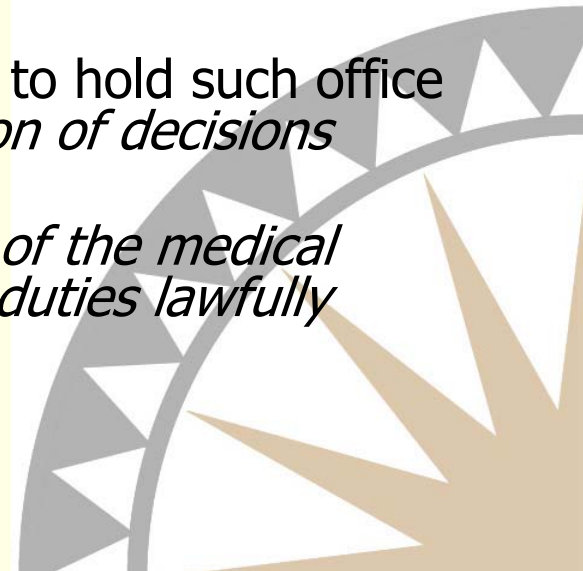 to hold such office
on of decisions
of the medical
duties lawfully